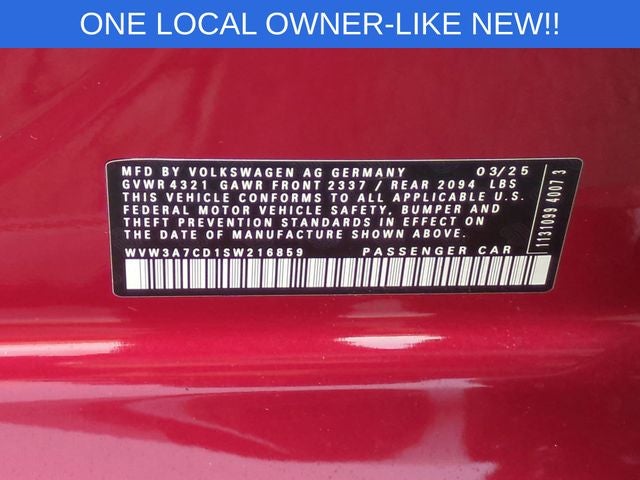 ONE LOCAL OWNER-LIKE NEW!!
MFD BY VOLKSWAGEN AG GERMANY 03/25
GVWR 4321 GAWR FRONT 2337 / REAR 2094 LBS
THIS VEHICLE CONFORMS TO ALL APPLICABLE U.S.
FEDERAL MOTOR VEHICLE SAFETY, BUMPER AND
THEFT PREVENTION STANDARDS IN EFFECT ON
THE DATE OF MANUFACTURE SHOWN ABOVE.
WVW3A7CD1SW216859 PASSENGER CAR
1131099 4007 3